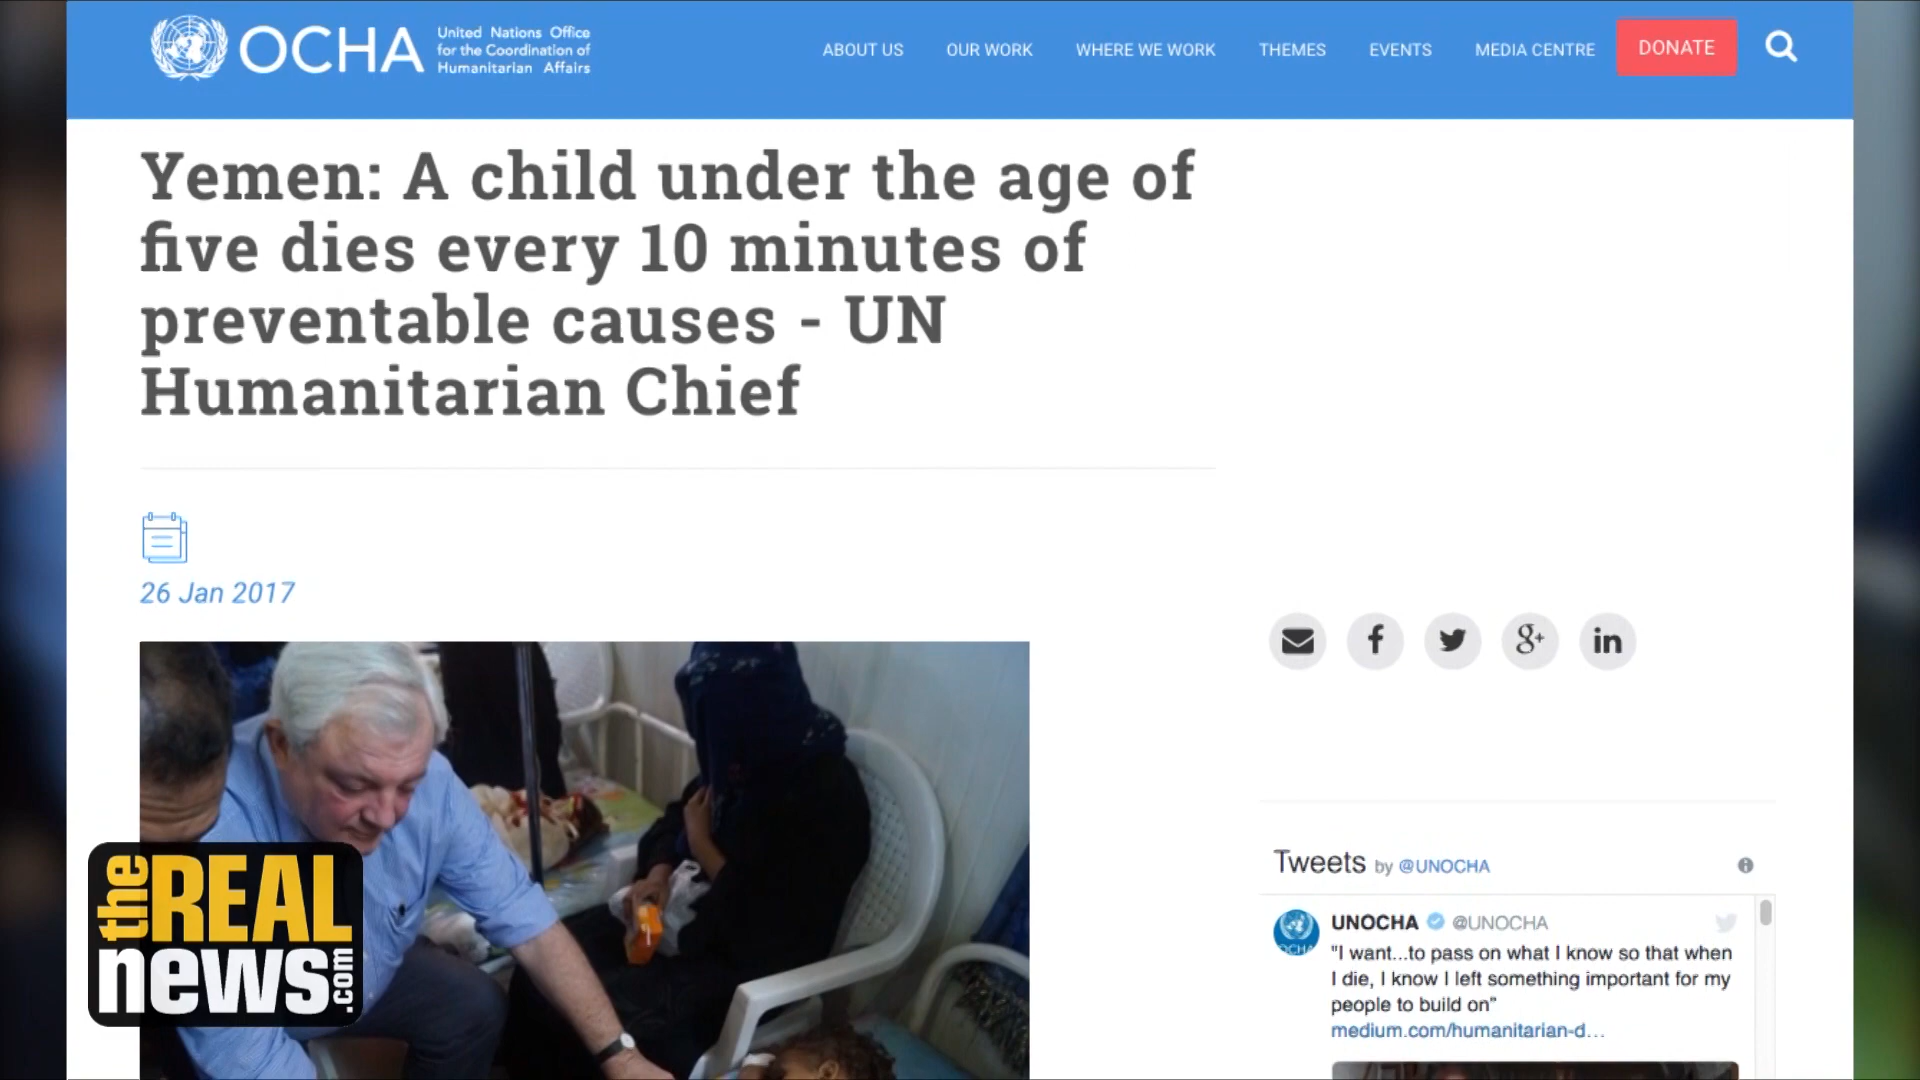 OCHA
United Nations Office
for the Coordination of
Humanitarian Affairs
ABOUT US
OUR WORK
WHERE WE WORK
THEMES
EVENTS
MEDIA CENTRE
DONATE
Yemen: A child under the age of
five dies every 10 minutes of
preventable causes - UN
Humanitarian Chief
26 Jan 2017
f
g+
in
Tweets by @UNOCHA
OCHA
UNOCHA @UNOCHA
"I want...to pass on what I know so that when
I die, I know I left something important for my
people to build on"
medium.com/humanitarian-d...
the
REAL
news.com